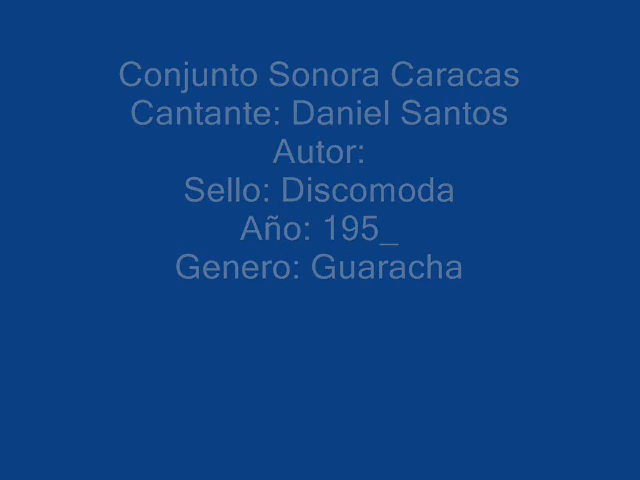 Conjunto Sonora Caracas
Cantante: Daniel Santos
Autor:
Sello: Discomoda
Año: 195_
Genero: Guaracha